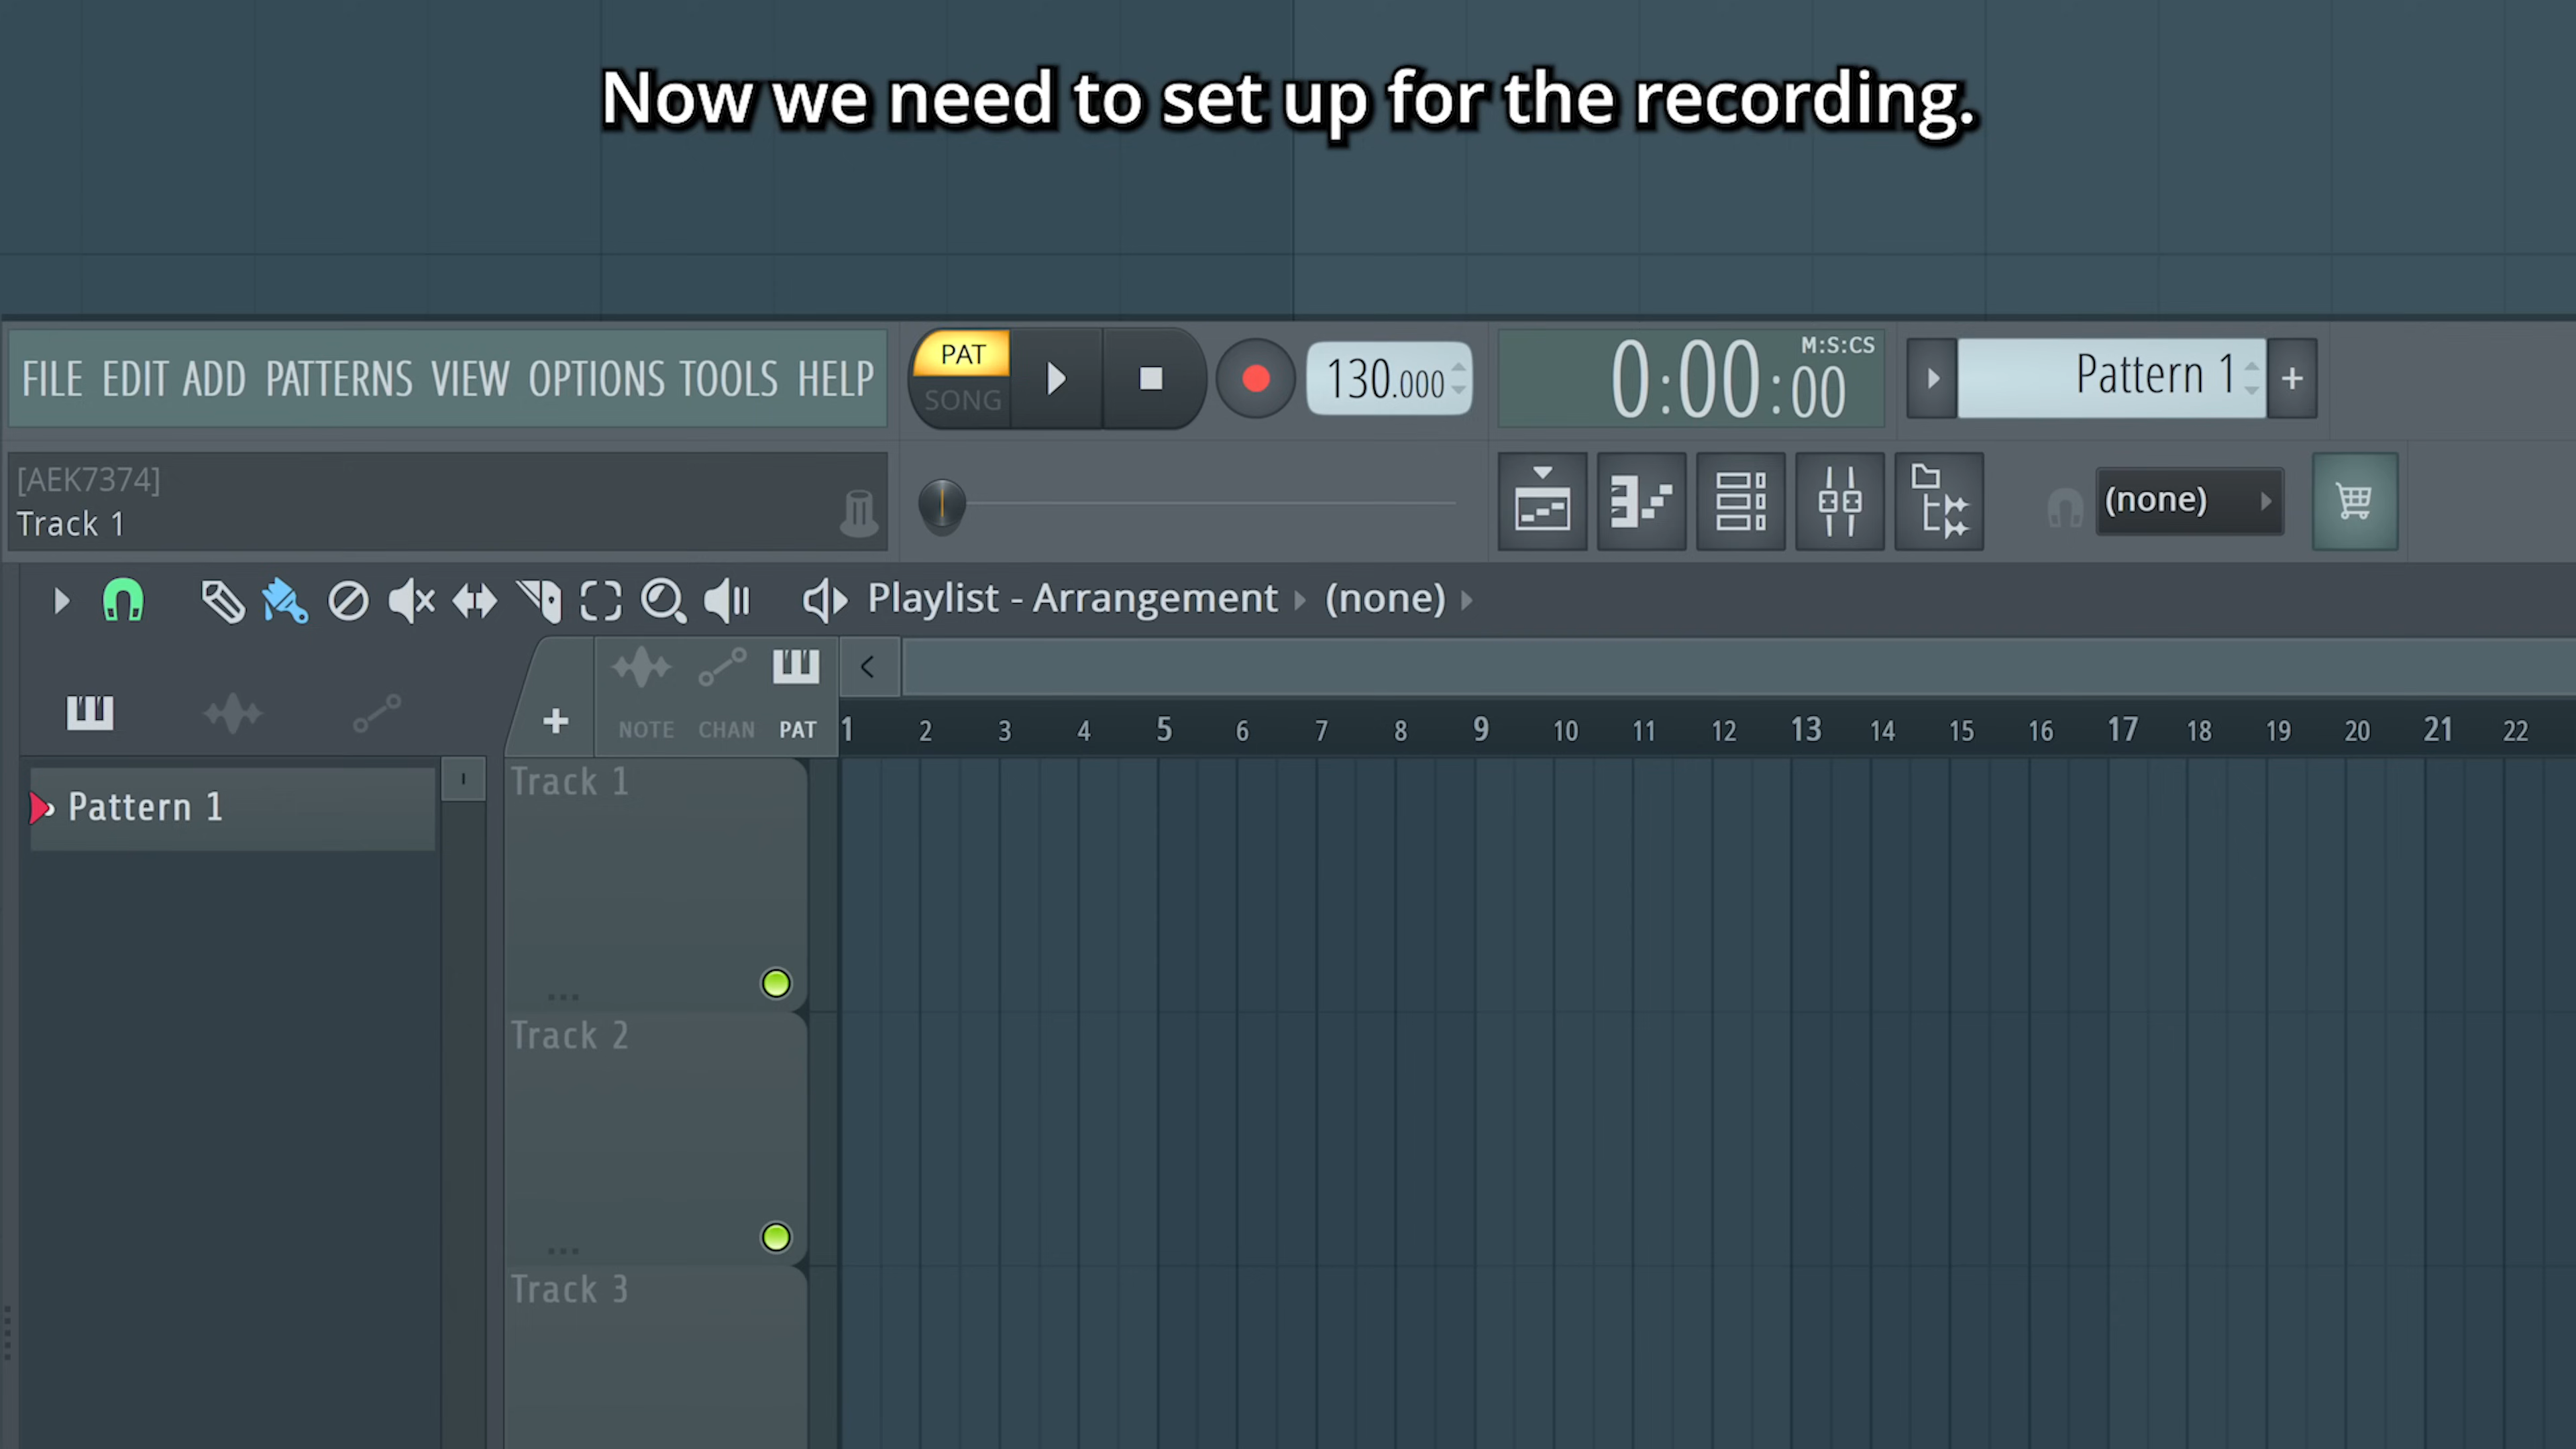 Now we need to set up for the recording.
FILE EDIT ADD PATTERNS VIEW OPTIONS TOOLS HELP
PAT
SONG
130.000
M:S:CS
0:00:00
Pattern 1
[AEK7374]
Track 1
(none)
Playlist - Arrangement (none)
NOTE CHAN PAT
1 2 3 4 5 6 7 8 9 10 11 12 13 14 15 16 17 18 19 20 21 22
Pattern 1
Track 1
Track 2
Track 3